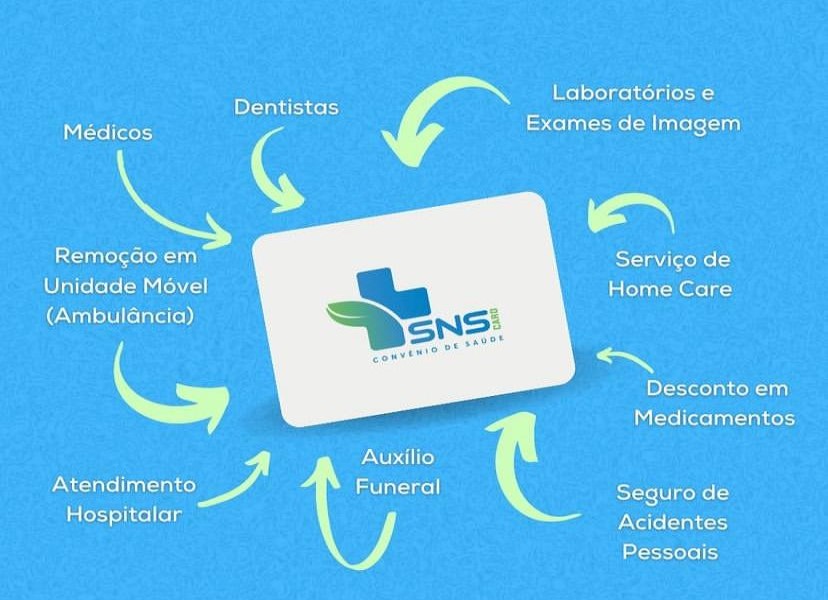 Dentistas
Laboratórios e
Exames de Imagem
Médicos
Remoção em
Unidade Móvel
(Ambulância)
Serviço de
Home Care
SNS
CARD
CONVÊNIO DE SAÚDE
Desconto em
Medicamentos
Atendimento
Hospitalar
Auxílio
Funeral
Seguro de
Acidentes
Pessoais